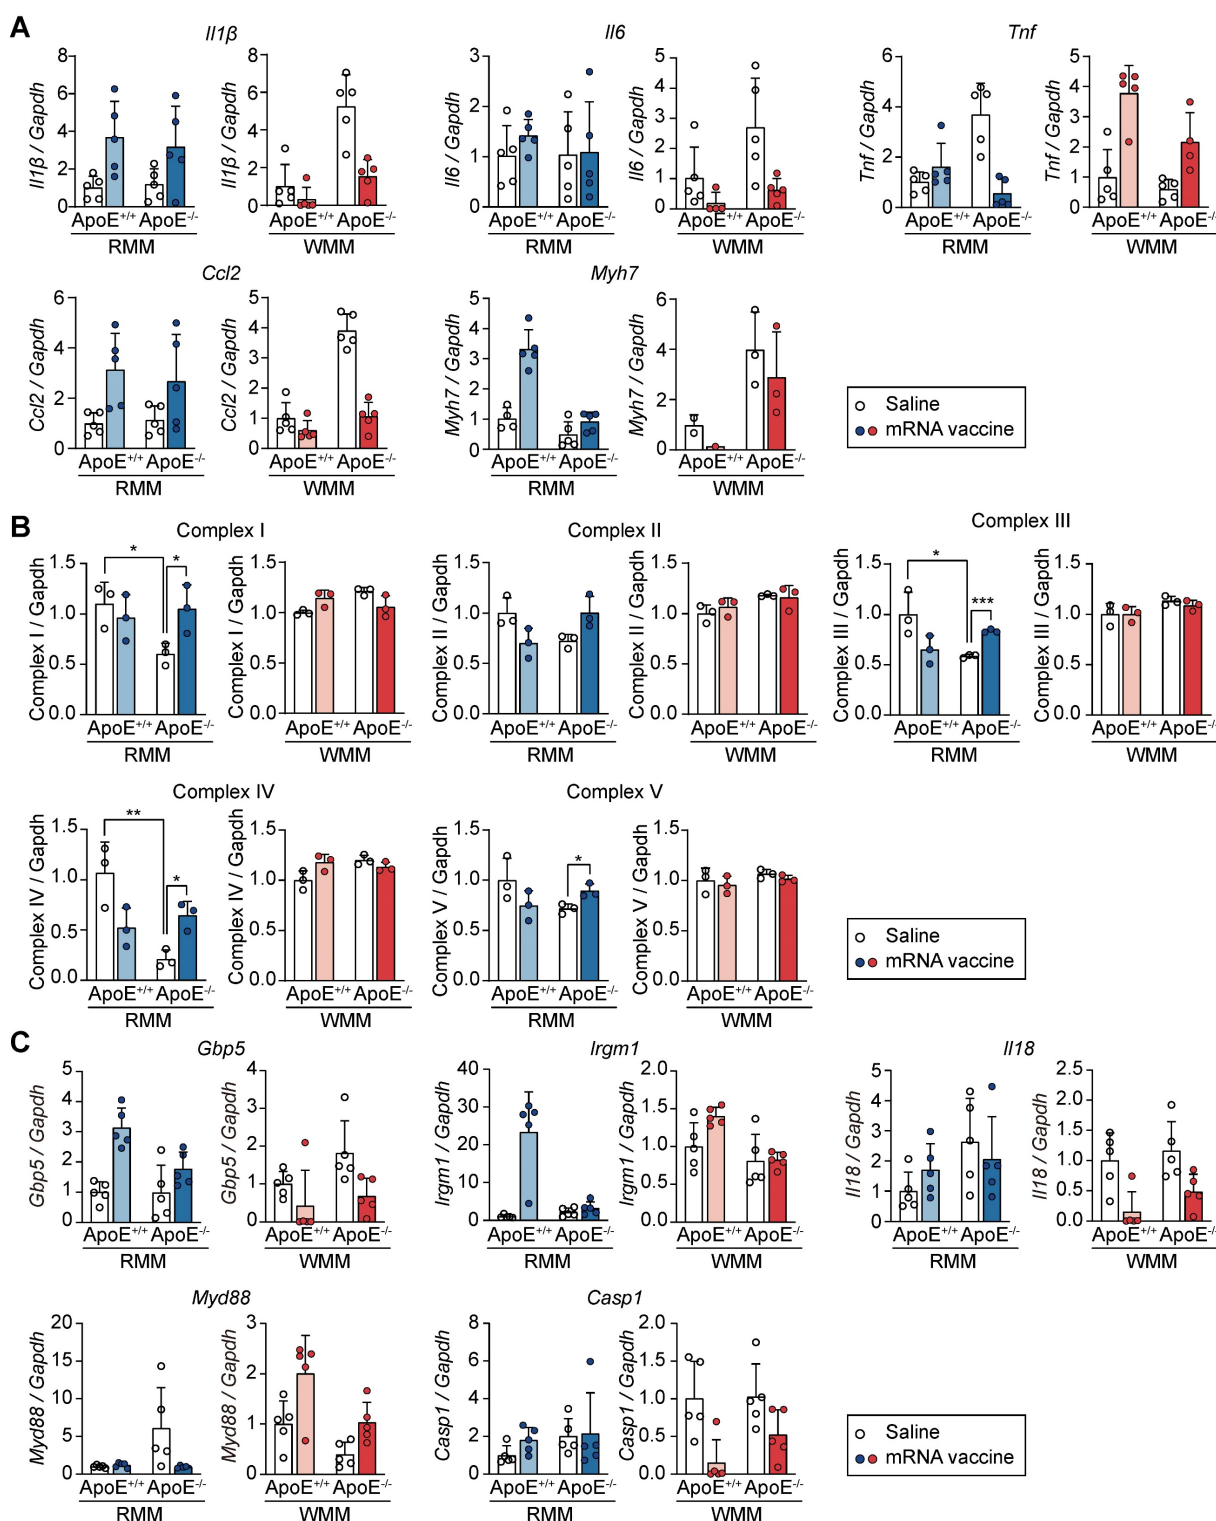 A
Il1β
Il6
Tnf
Il1β / Gapdh
8
6
4
2
0
ApoE+/+ ApoE-/-
RMM
Il1β / Gapdh
8
6
4
2
0
ApoE+/+ ApoE-/-
WMM
Il6 / Gapdh
3
2
1
0
ApoE+/+ ApoE-/-
RMM
Il6 / Gapdh
5
4
3
2
1
0
ApoE+/+ ApoE-/-
WMM
Tnf / Gapdh
6
4
2
0
ApoE+/+ ApoE-/-
RMM
Tnf / Gapdh
5
4
3
2
1
0
ApoE+/+ ApoE-/-
WMM
Ccl2
Myh7
Ccl2 / Gapdh
6
4
2
0
ApoE+/+ ApoE-/-
RMM
Ccl2 / Gapdh
5
4
3
2
1
0
ApoE+/+ ApoE-/-
WMM
Myh7 / Gapdh
5
4
3
2
1
0
ApoE+/+ ApoE-/-
RMM
Myh7 / Gapdh
6
4
2
0
ApoE+/+ ApoE-/-
WMM
Saline
mRNA vaccine
B
Complex I
Complex II
Complex III
Complex I / Gapdh
1.5
1.0
0.5
0.0
* *
ApoE+/+ ApoE-/-
RMM
Complex I / Gapdh
1.5
1.0
0.5
0.0
ApoE+/+ ApoE-/-
WMM
Complex II / Gapdh
1.5
1.0
0.5
0.0
ApoE+/+ ApoE-/-
RMM
Complex II / Gapdh
1.5
1.0
0.5
0.0
ApoE+/+ ApoE-/-
WMM
Complex III / Gapdh
1.5
1.0
0.5
0.0
*
***
ApoE+/+ ApoE-/-
RMM
Complex III / Gapdh
1.5
1.0
0.5
0.0
ApoE+/+ ApoE-/-
WMM
Complex IV
Complex V
Complex IV / Gapdh
1.5
1.0
0.5
0.0
**
*
ApoE+/+ ApoE-/-
RMM
Complex IV / Gapdh
1.5
1.0
0.5
0.0
ApoE+/+ ApoE-/-
WMM
Complex V / Gapdh
1.5
1.0
0.5
0.0
*
ApoE+/+ ApoE-/-
RMM
Complex V / Gapdh
1.5
1.0
0.5
0.0
ApoE+/+ ApoE-/-
WMM
Saline
mRNA vaccine
C
Gbp5
Irgm1
Il18
Gbp5 / Gapdh
5
4
3
2
1
0
ApoE+/+ ApoE-/-
RMM
Gbp5 / Gapdh
4
3
2
1
0
ApoE+/+ ApoE-/-
WMM
Irgm1 / Gapdh
40
30
20
10
0
ApoE+/+ ApoE-/-
RMM
Irgm1 / Gapdh
2.0
1.5
1.0
0.5
0.0
ApoE+/+ ApoE-/-
WMM
Il18 / Gapdh
5
4
3
2
1
0
ApoE+/+ ApoE-/-
RMM
Il18 / Gapdh
2.5
2.0
1.5
1.0
0.5
0.0
ApoE+/+ ApoE-/-
WMM
Myd88
Casp1
Myd88 / Gapdh
20
15
10
5
0
ApoE+/+ ApoE-/-
RMM
Myd88 / Gapdh
3
2
1
0
ApoE+/+ ApoE-/-
WMM
Casp1 / Gapdh
8
6
4
2
0
ApoE+/+ ApoE-/-
RMM
Casp1 / Gapdh
2.0
1.5
1.0
0.5
0.0
ApoE+/+ ApoE-/-
WMM
Saline
mRNA vaccine